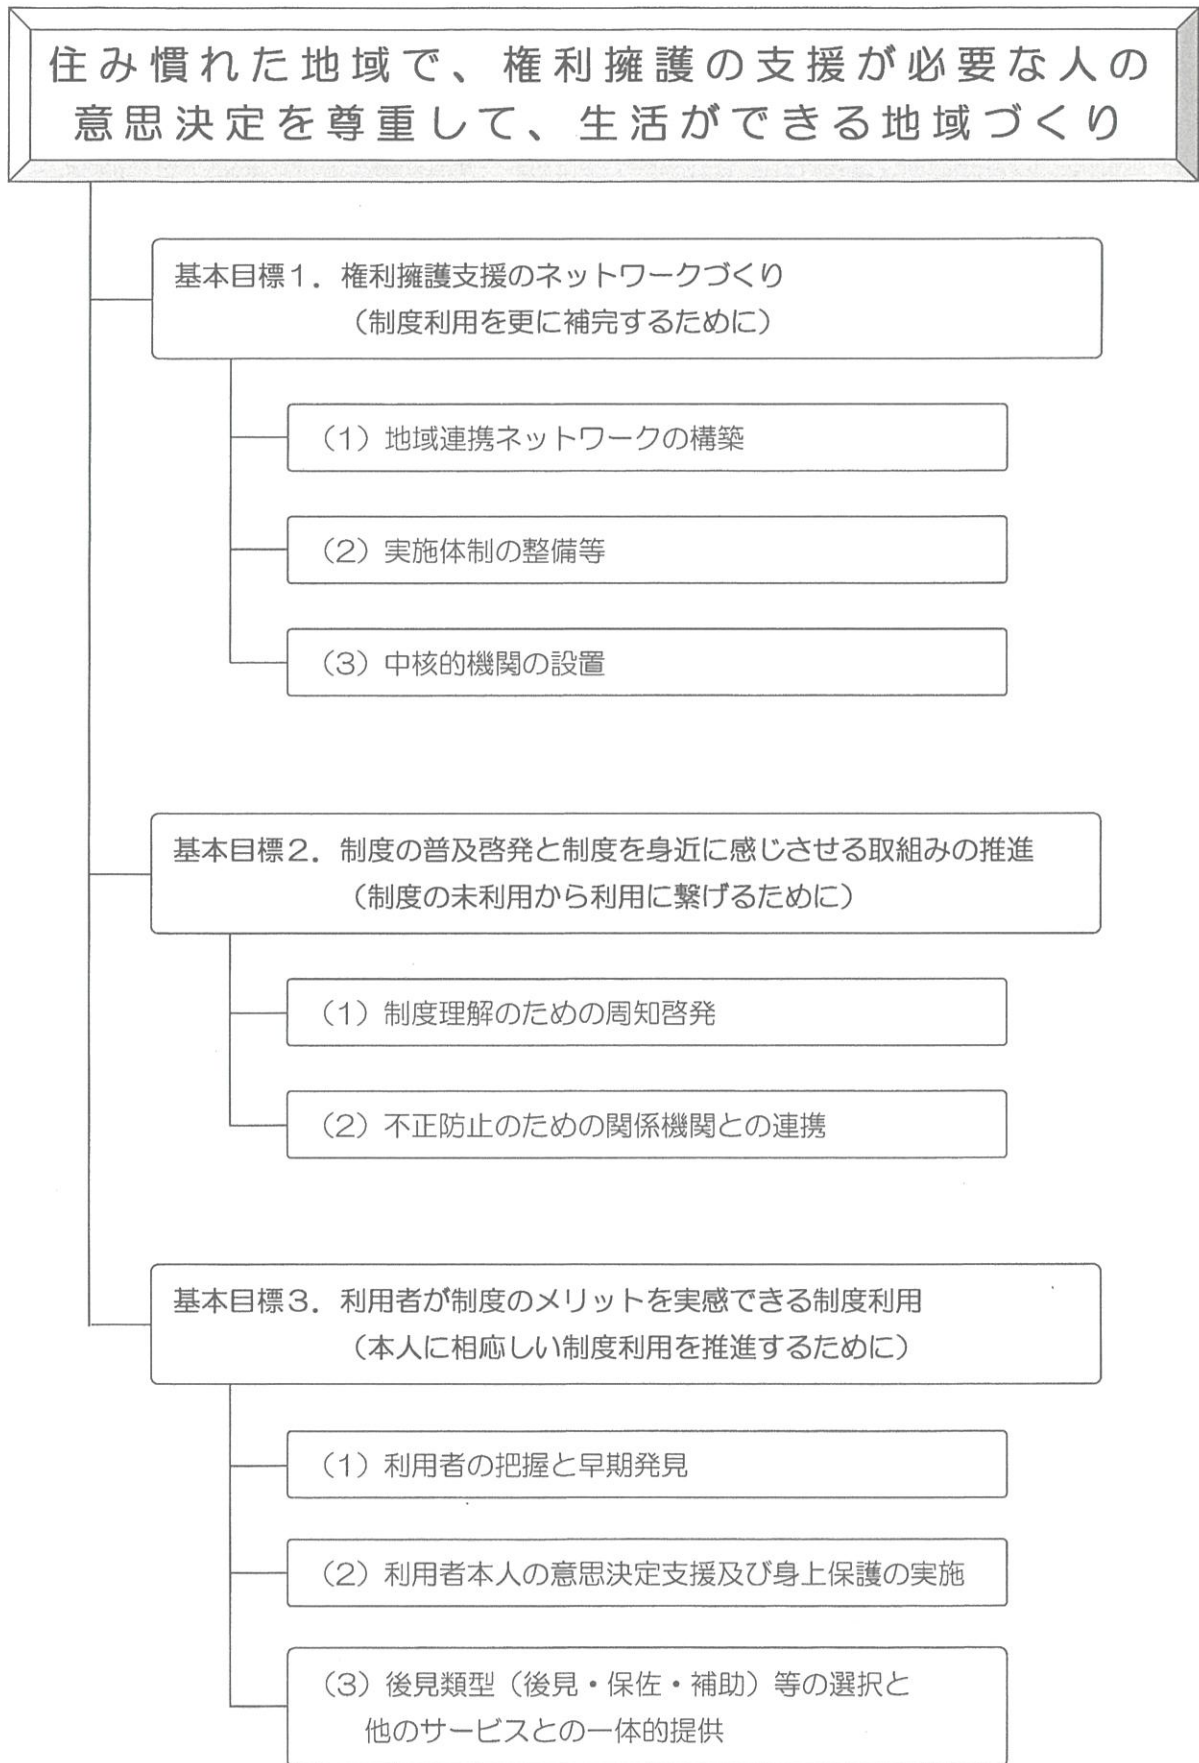 住み慣れた地域で、権利擁護の支援が必要な人の
意思決定を尊重して、生活ができる地域づくり
基本目標1．権利擁護支援のネットワークづくり
（制度利用を更に補完するために）
（1）地域連携ネットワークの構築
（2）実施体制の整備等
（3）中核的機関の設置
基本目標2．制度の普及啓発と制度を身近に感じさせる取組みの推進
（制度の未利用から利用に繋げるために）
（1）制度理解のための周知啓発
（2）不正防止のための関係機関との連携
基本目標3．利用者が制度のメリットを実感できる制度利用
（本人に相応しい制度利用を推進するために）
（1）利用者の把握と早期発見
（2）利用者本人の意思決定支援及び身上保護の実施
（3）後見類型（後見・保佐・補助）等の選択と
他のサービスとの一体的提供